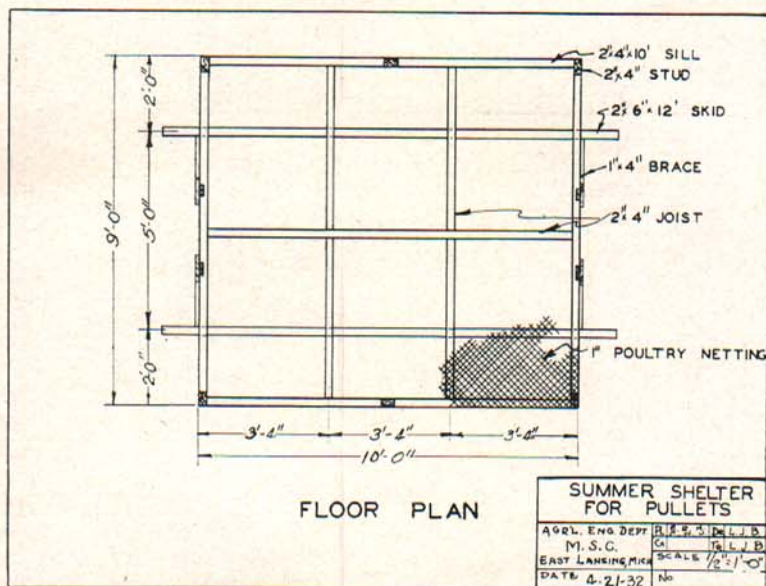 2"x4"x10' SILL
2"x4" STUD
2"x6"x12' SKID
1"x4" BRACE
2"x4" JOIST
1" POULTRY NETTING
2'-0"
5'-0"
9'-0"
2'-0"
3'-4" 3'-4" 3'-4"
10'-0"
FLOOR PLAN
SUMMER SHELTER
FOR PULLETS
AGRL. ENG. DEPT
M. S. C.
EAST LANSING, MICH
L. J. B.
L. J. B.
SCALE 1/2"=1'-0"
DATE 4-21-32 No